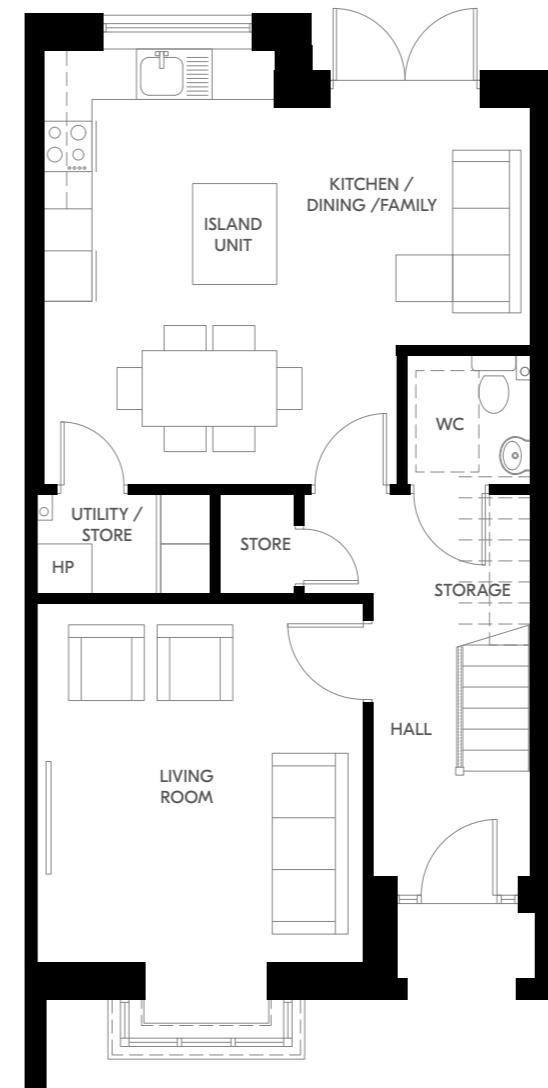 KITCHEN /
DINING /FAMILY
ISLAND
UNIT
WC
UTILITY /
STORE
STORE
HP
STORAGE
HALL
LIVING
ROOM